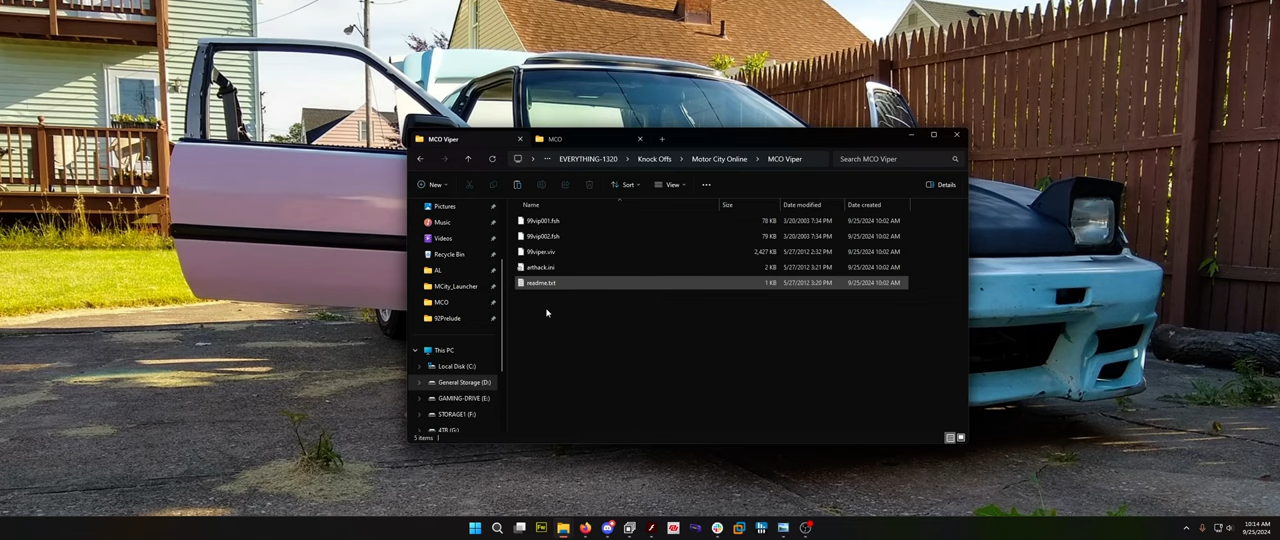 MCO Viper
MCO
EVERYTHING-1320 > Knock Offs > Motor City Online > MCO Viper
Search MCO Viper
New
Sort
View
Details
Pictures
Music
Videos
Recycle Bin
AL
MCity_Launcher
MCO
92Prelude
This PC
Local Disk (C:)
General Storage (D:)
GAMING-DRIVE (E:)
STORAGE1 (F:)
4TB (G:)
Name Size Date modified Date created
99vip001.fsh 78 KB 3/20/2003 7:34 PM 9/25/2024 10:02 AM
99vip002.fsh 79 KB 3/20/2003 7:34 PM 9/25/2024 10:02 AM
99viper.viv 2,427 KB 5/27/2012 2:32 PM 9/25/2024 10:02 AM
arthack.ini 2 KB 5/27/2012 3:21 PM 9/25/2024 10:02 AM
readme.txt 1 KB 5/27/2012 3:20 PM 9/25/2024 10:02 AM
5 items
Fw
10:14 AM
9/25/2024